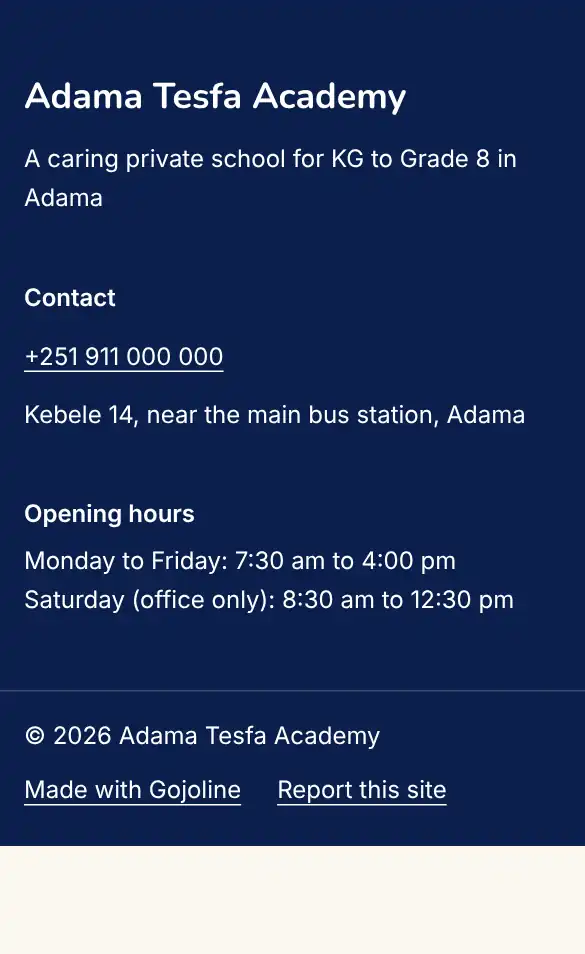 Adama Tesfa Academy
A caring private school for KG to Grade 8 in
Adama
Contact
+251 911 000 000
Kebele 14, near the main bus station, Adama
Opening hours
Monday to Friday: 7:30 am to 4:00 pm
Saturday (office only): 8:30 am to 12:30 pm
© 2026 Adama Tesfa Academy
Made with Gojoline Report this site